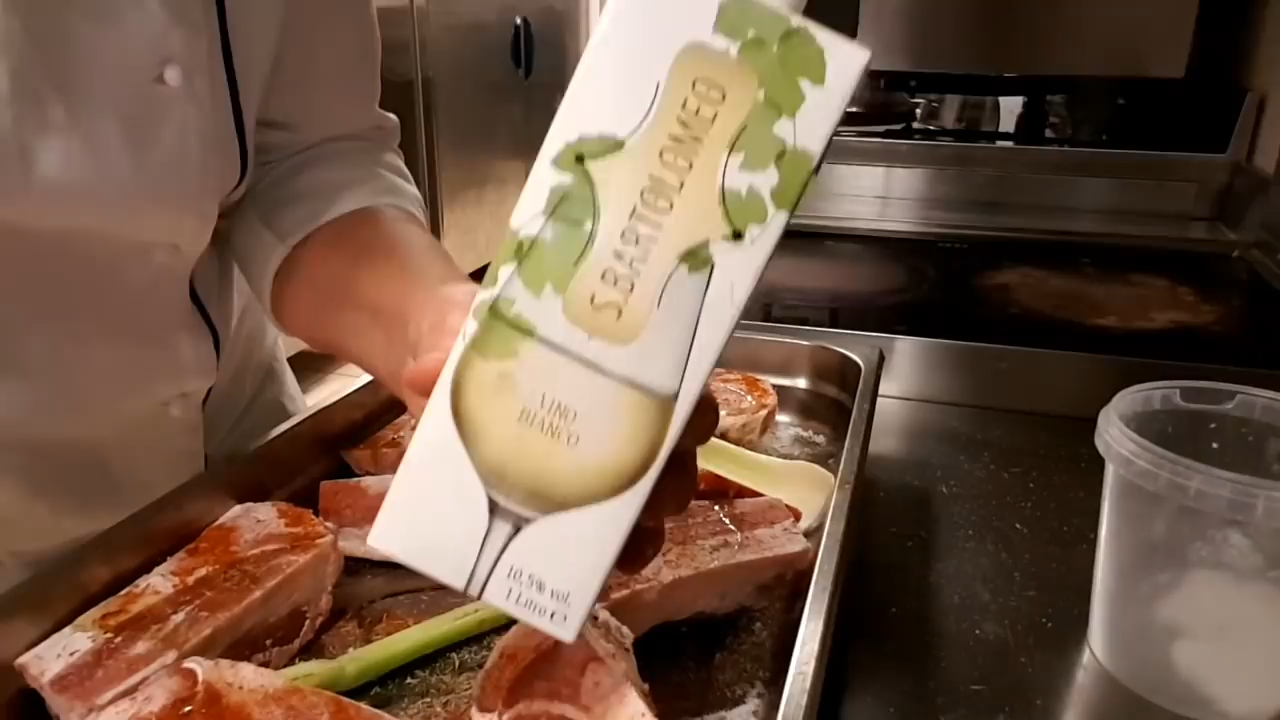 S.BARTOLOMEO
VINO
BIANCO
10,5% vol.
1 Litro e